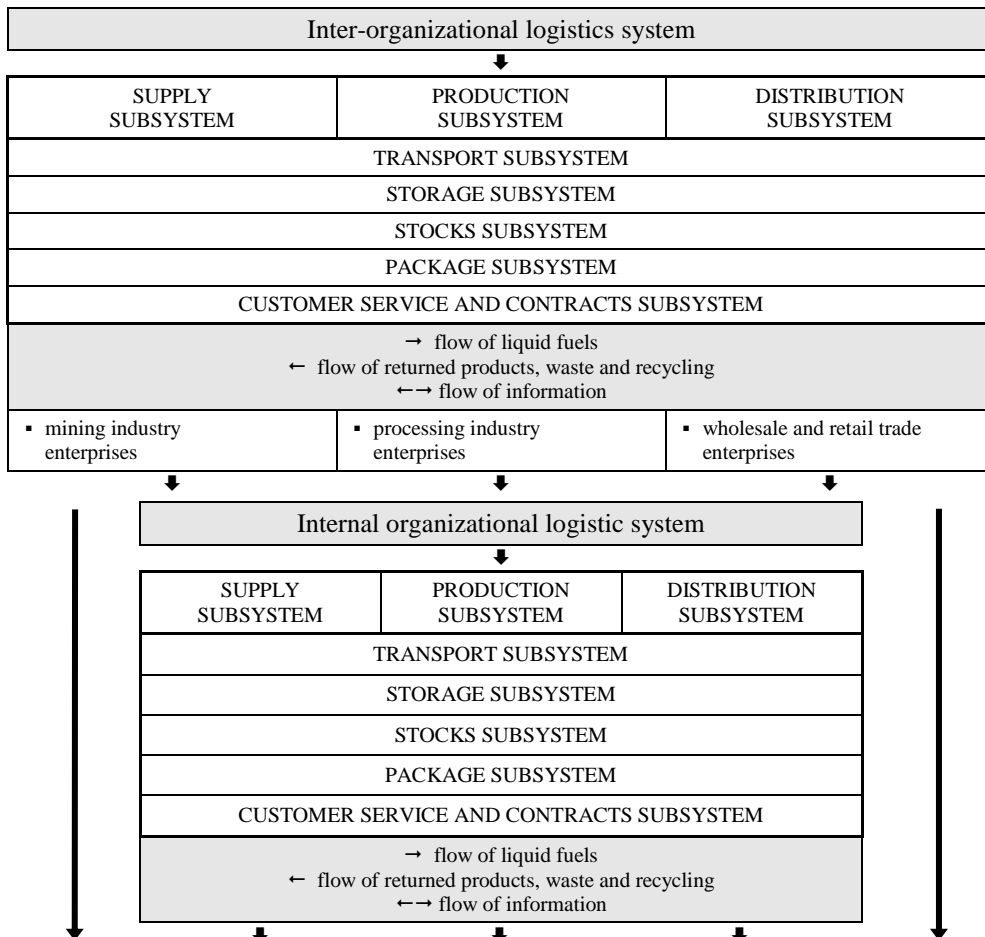 Inter-organizational logistics system
SUPPLY
SUBSYSTEM
PRODUCTION
SUBSYSTEM
DISTRIBUTION
SUBSYSTEM
TRANSPORT SUBSYSTEM
STORAGE SUBSYSTEM
STOCKS SUBSYSTEM
PACKAGE SUBSYSTEM
CUSTOMER SERVICE AND CONTRACTS SUBSYSTEM
→ flow of liquid fuels
← flow of returned products, waste and recycling
←→ flow of information
▪ mining industry
enterprises
▪ processing industry
enterprises
▪ wholesale and retail trade
enterprises
Internal organizational logistic system
SUPPLY
SUBSYSTEM
PRODUCTION
SUBSYSTEM
DISTRIBUTION
SUBSYSTEM
TRANSPORT SUBSYSTEM
STORAGE SUBSYSTEM
STOCKS SUBSYSTEM
PACKAGE SUBSYSTEM
CUSTOMER SERVICE AND CONTRACTS SUBSYSTEM
→ flow of liquid fuels
← flow of returned products, waste and recycling
←→ flow of information